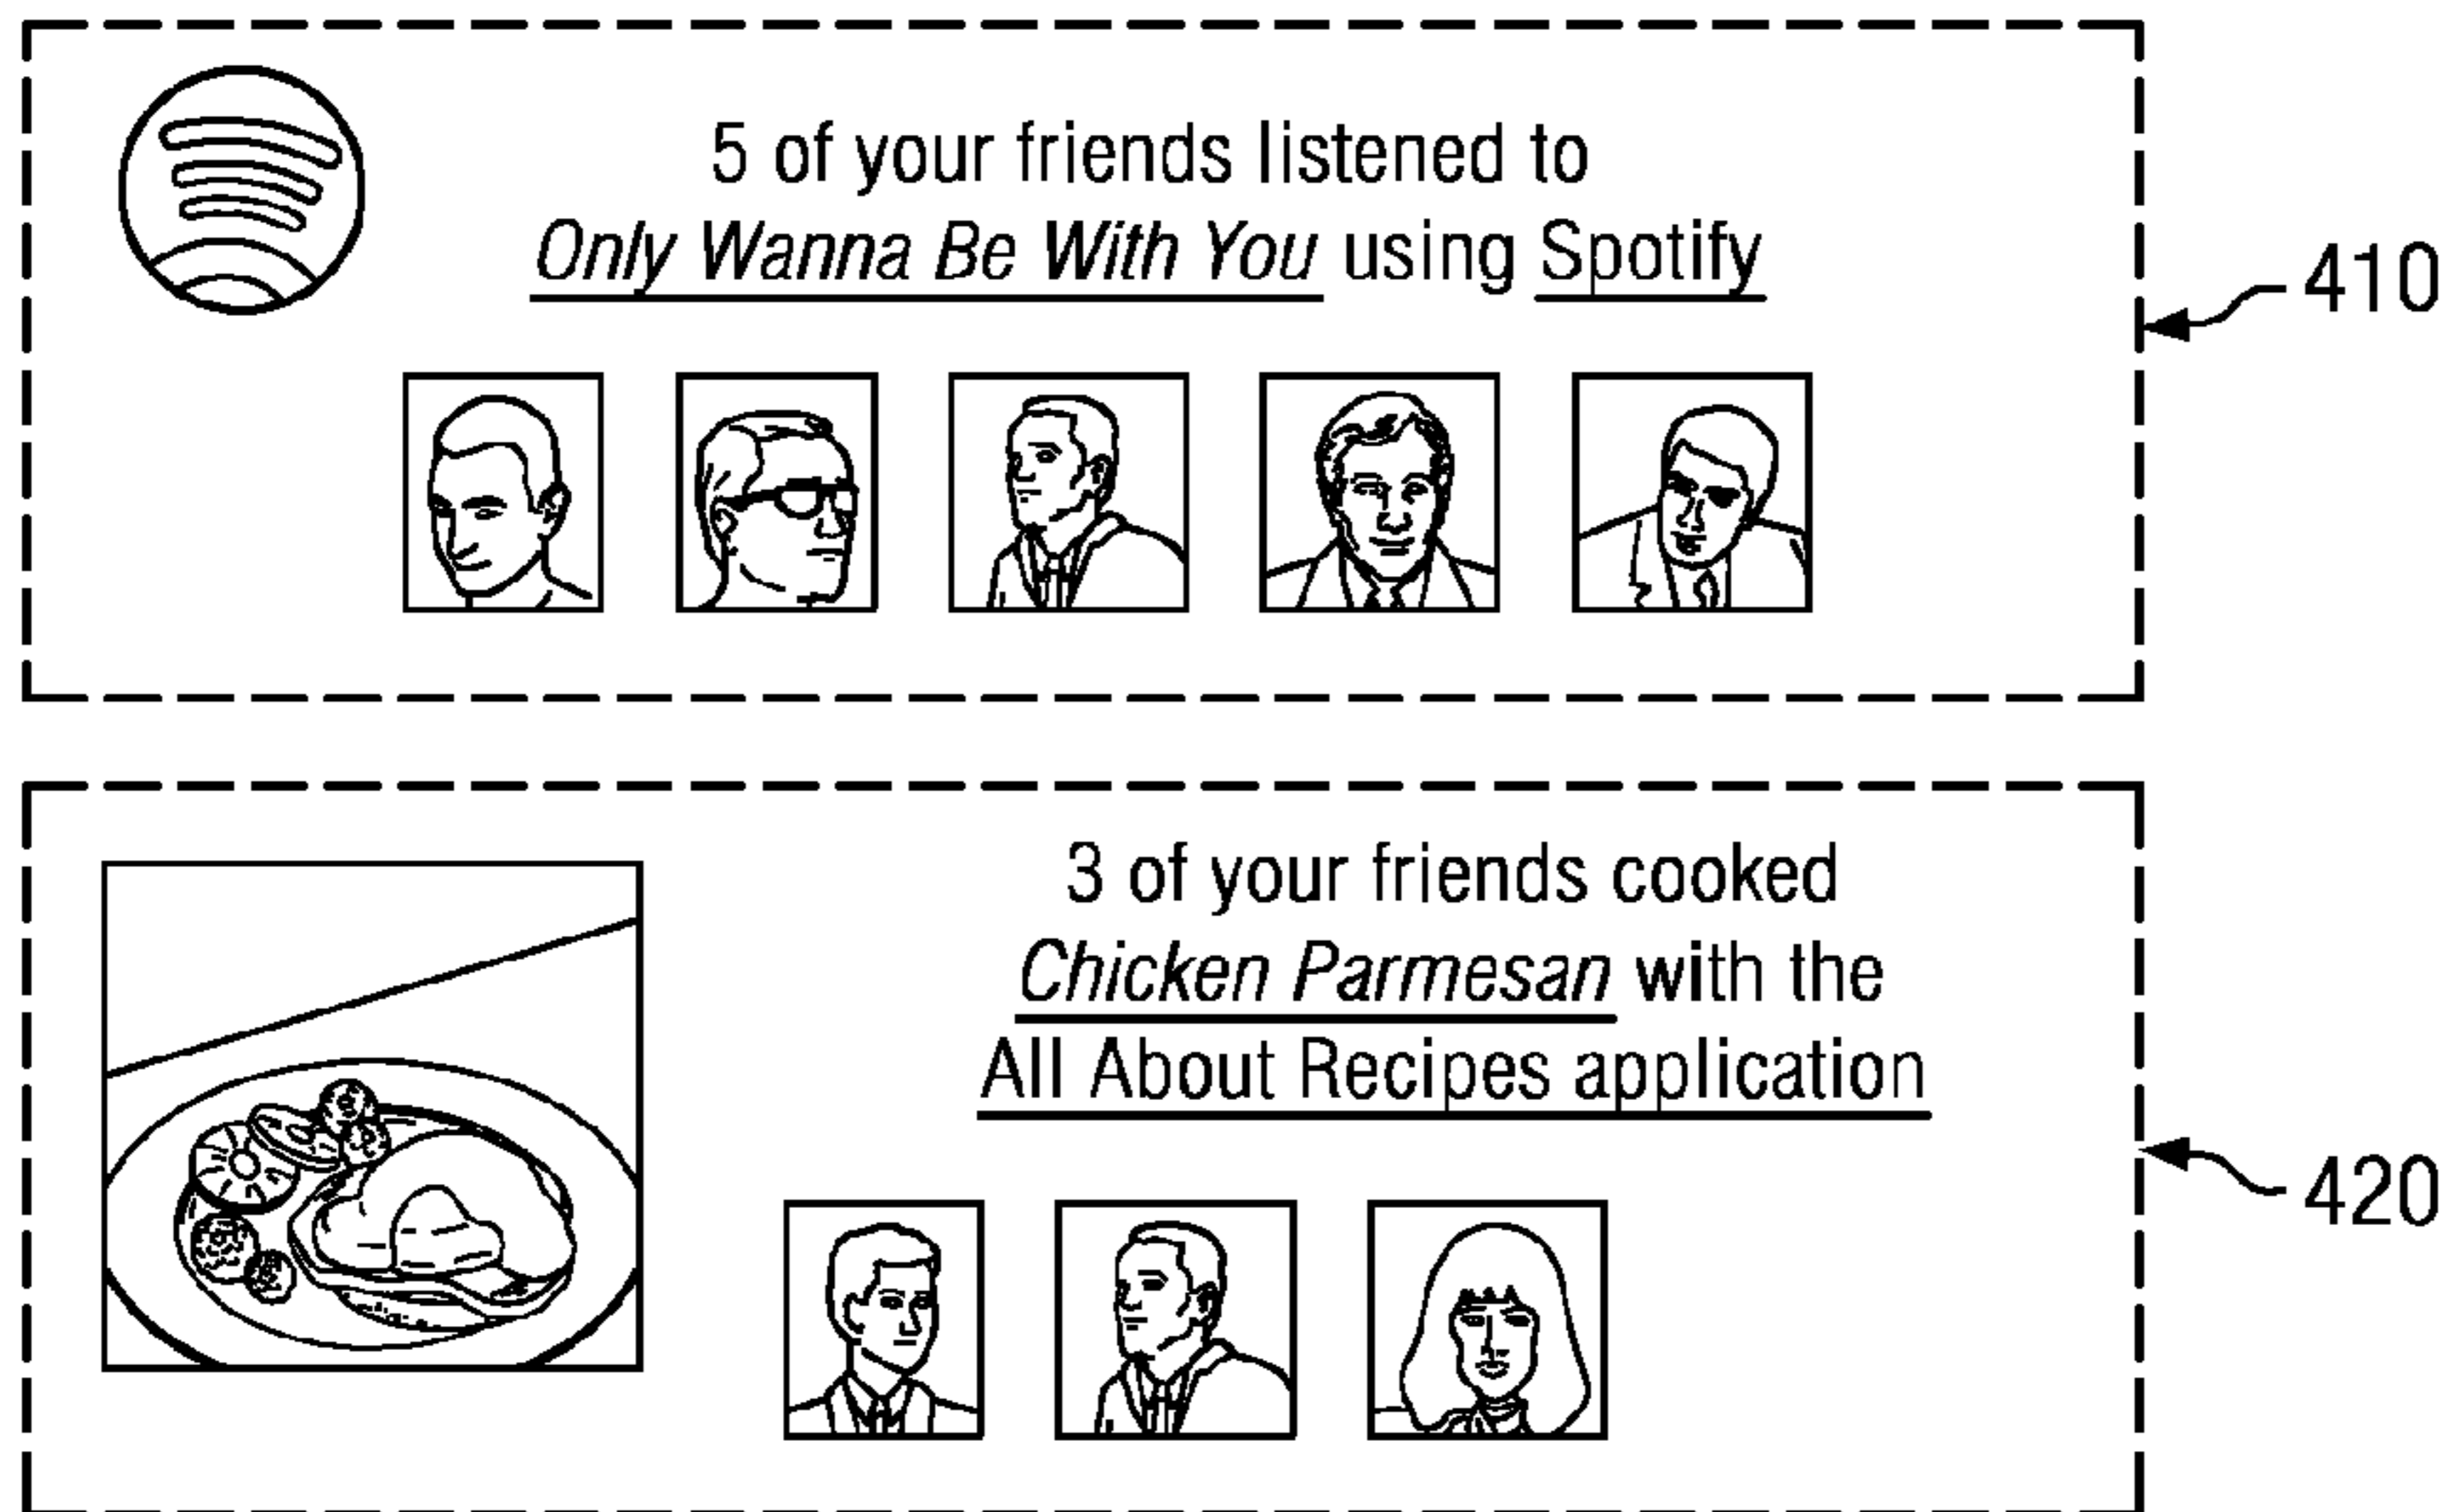 5 of your friends listened to
Only Wanna Be With You using Spotify
410
3 of your friends cooked
Chicken Parmesan with the
All About Recipes application
420